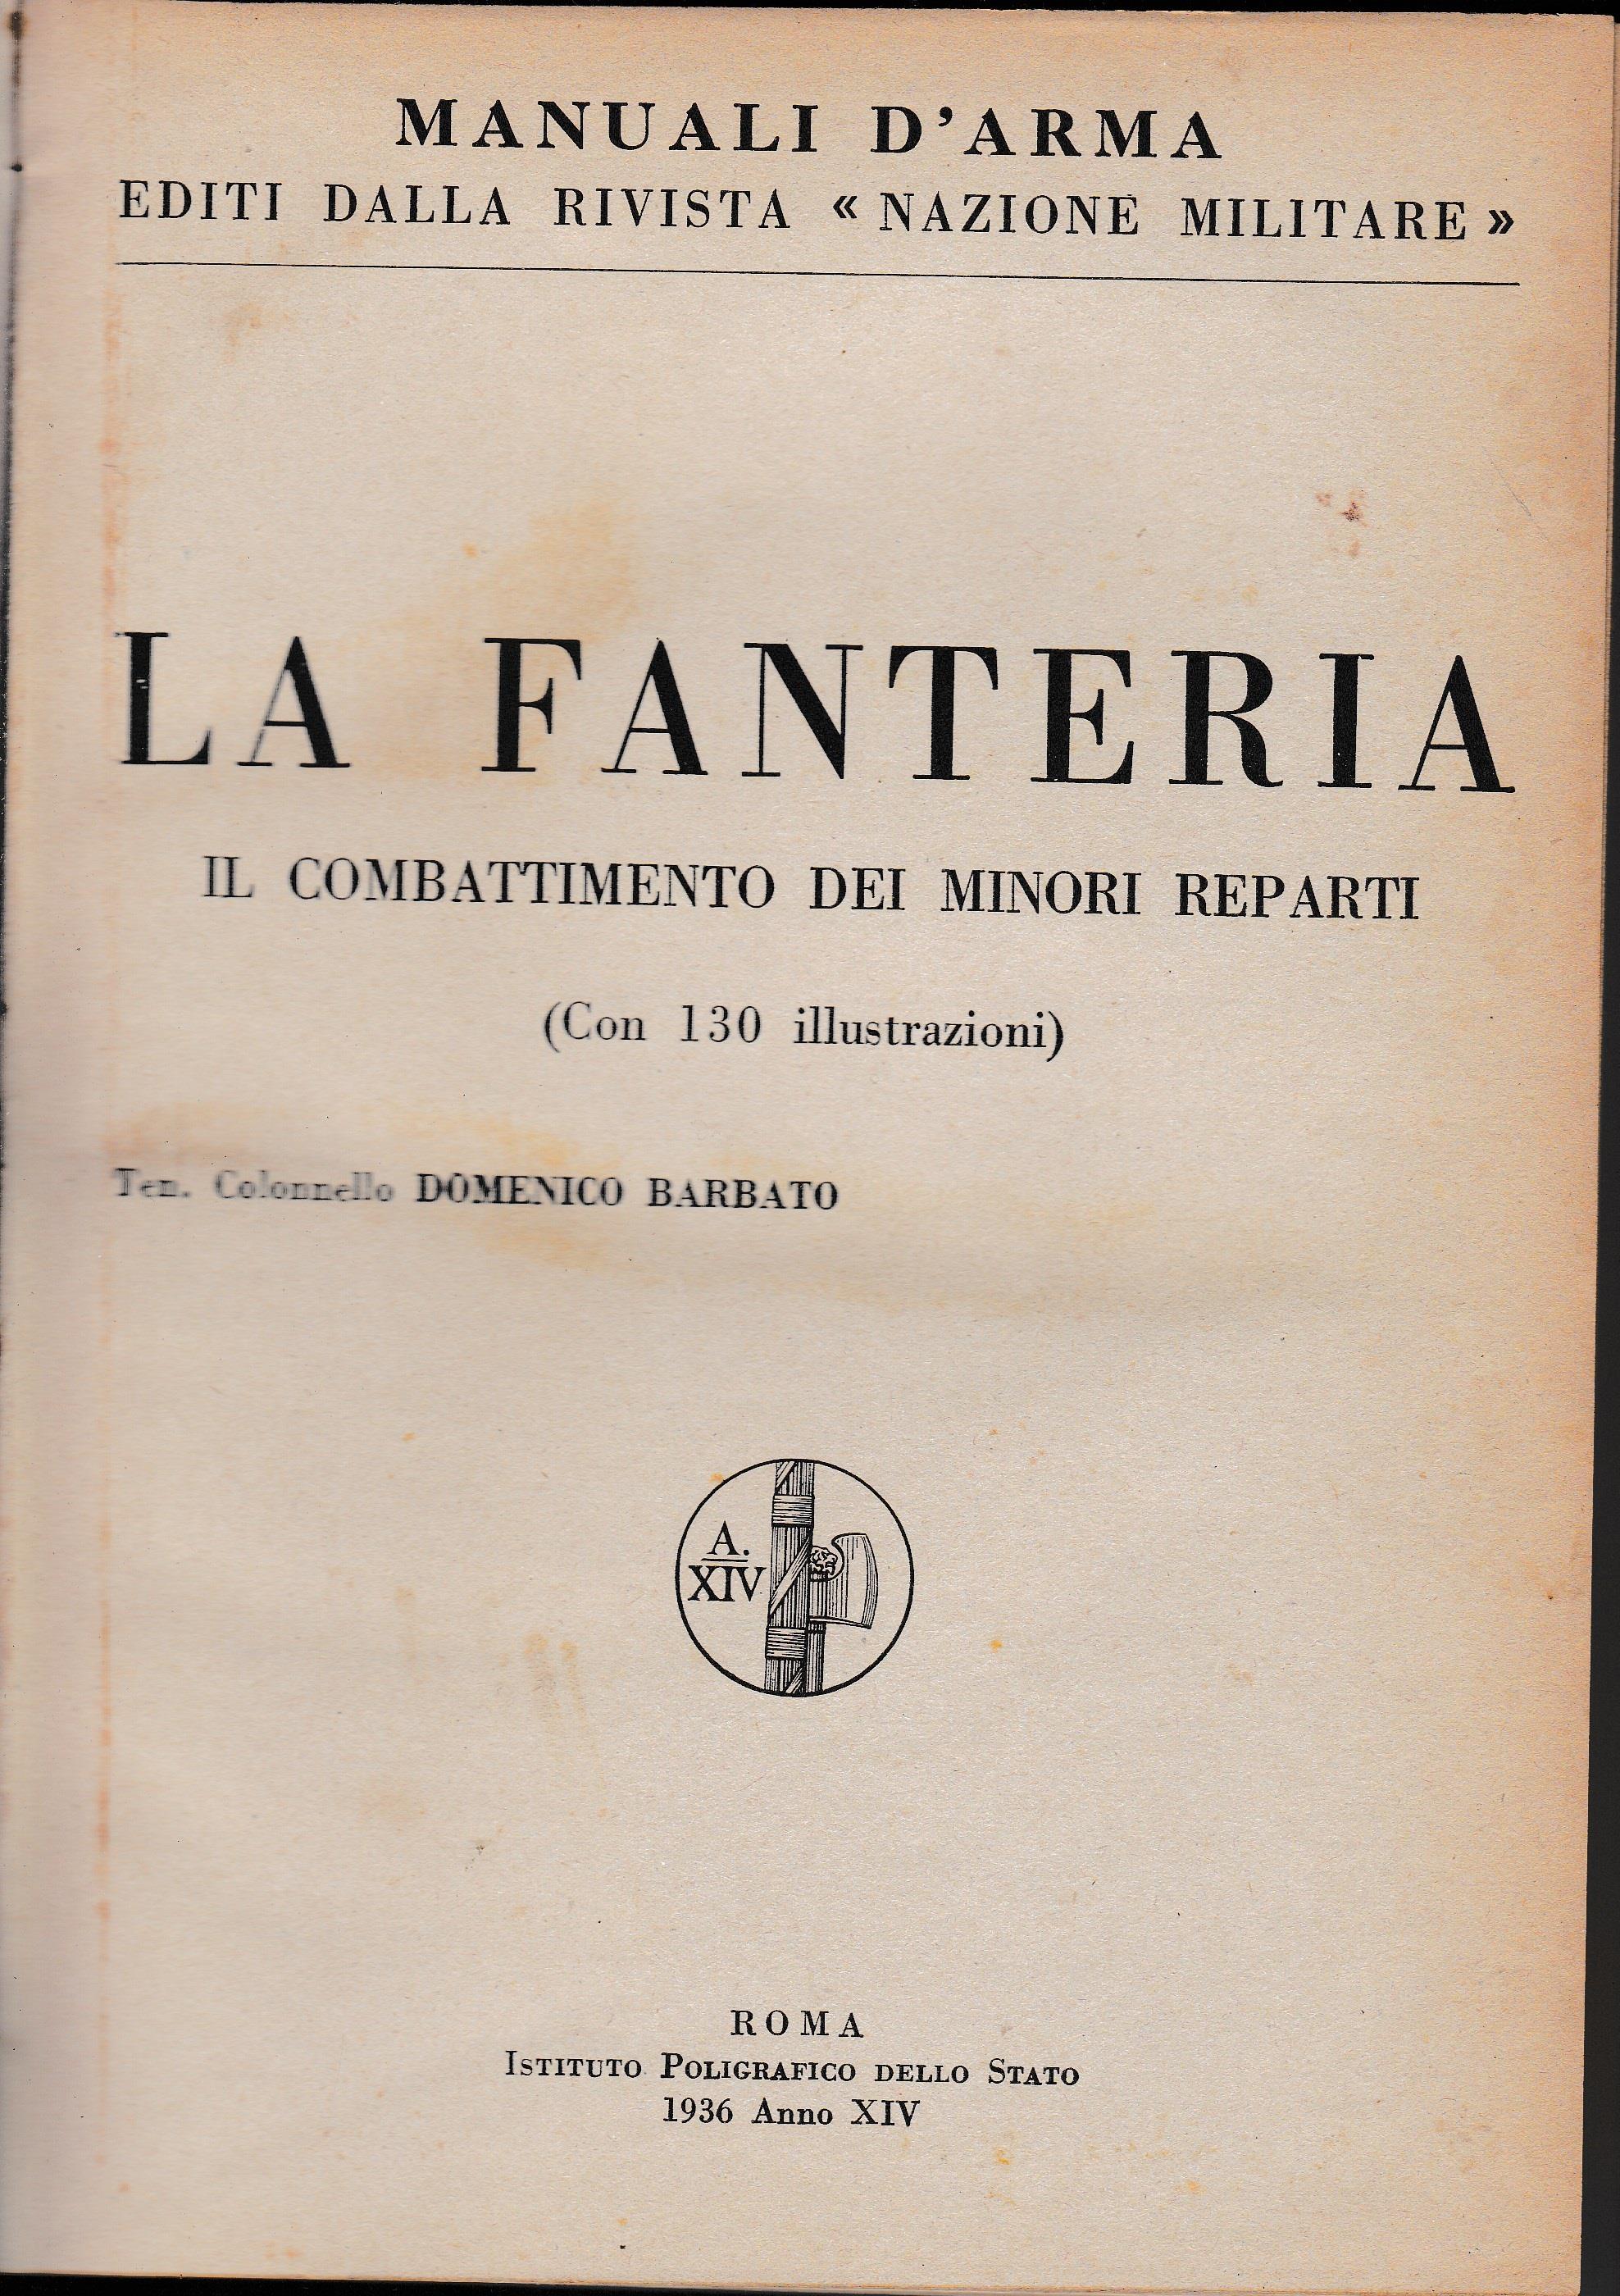 MANUALI D'ARMA
EDITI DALLA RIVISTA « NAZIONE MILITARE »
LA FANTERIA
IL COMBATTIMENTO DEI MINORI REPARTI
(Con 130 illustrazioni)
Ten. Colonnello DOMENICO BARBATO
A.
XIV
ROMA
ISTITUTO POLIGRAFICO DELLO STATO
1936 Anno XIV